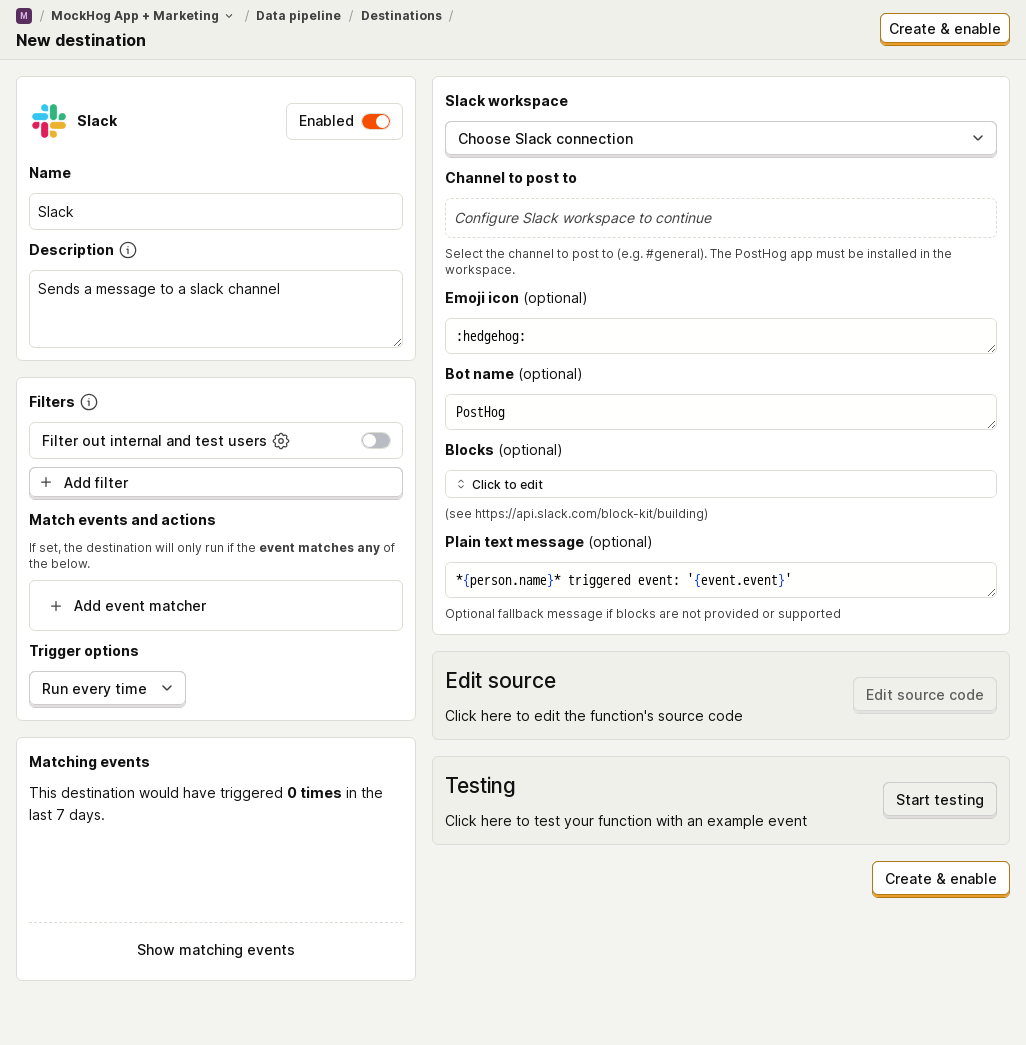 M / MockHog App + Marketing / Data pipeline / Destinations /
New destination
Create & enable
Slack
Enabled
Name
Slack
Description
Sends a message to a slack channel
Filters
Filter out internal and test users
Add filter
Match events and actions
If set, the destination will only run if the event matches any of
the below.
Add event matcher
Trigger options
Run every time
Matching events
This destination would have triggered 0 times in the
last 7 days.
Show matching events
Slack workspace
Choose Slack connection
Channel to post to
Configure Slack workspace to continue
Select the channel to post to (e.g. #general). The PostHog app must be installed in the
workspace.
Emoji icon (optional)
:hedgehog:
Bot name (optional)
PostHog
Blocks (optional)
Click to edit
(see https://api.slack.com/block-kit/building)
Plain text message (optional)
*{person.name}* triggered event: '{event.event}'
Optional fallback message if blocks are not provided or supported
Edit source
Click here to edit the function's source code
Edit source code
Testing
Click here to test your function with an example event
Start testing
Create & enable